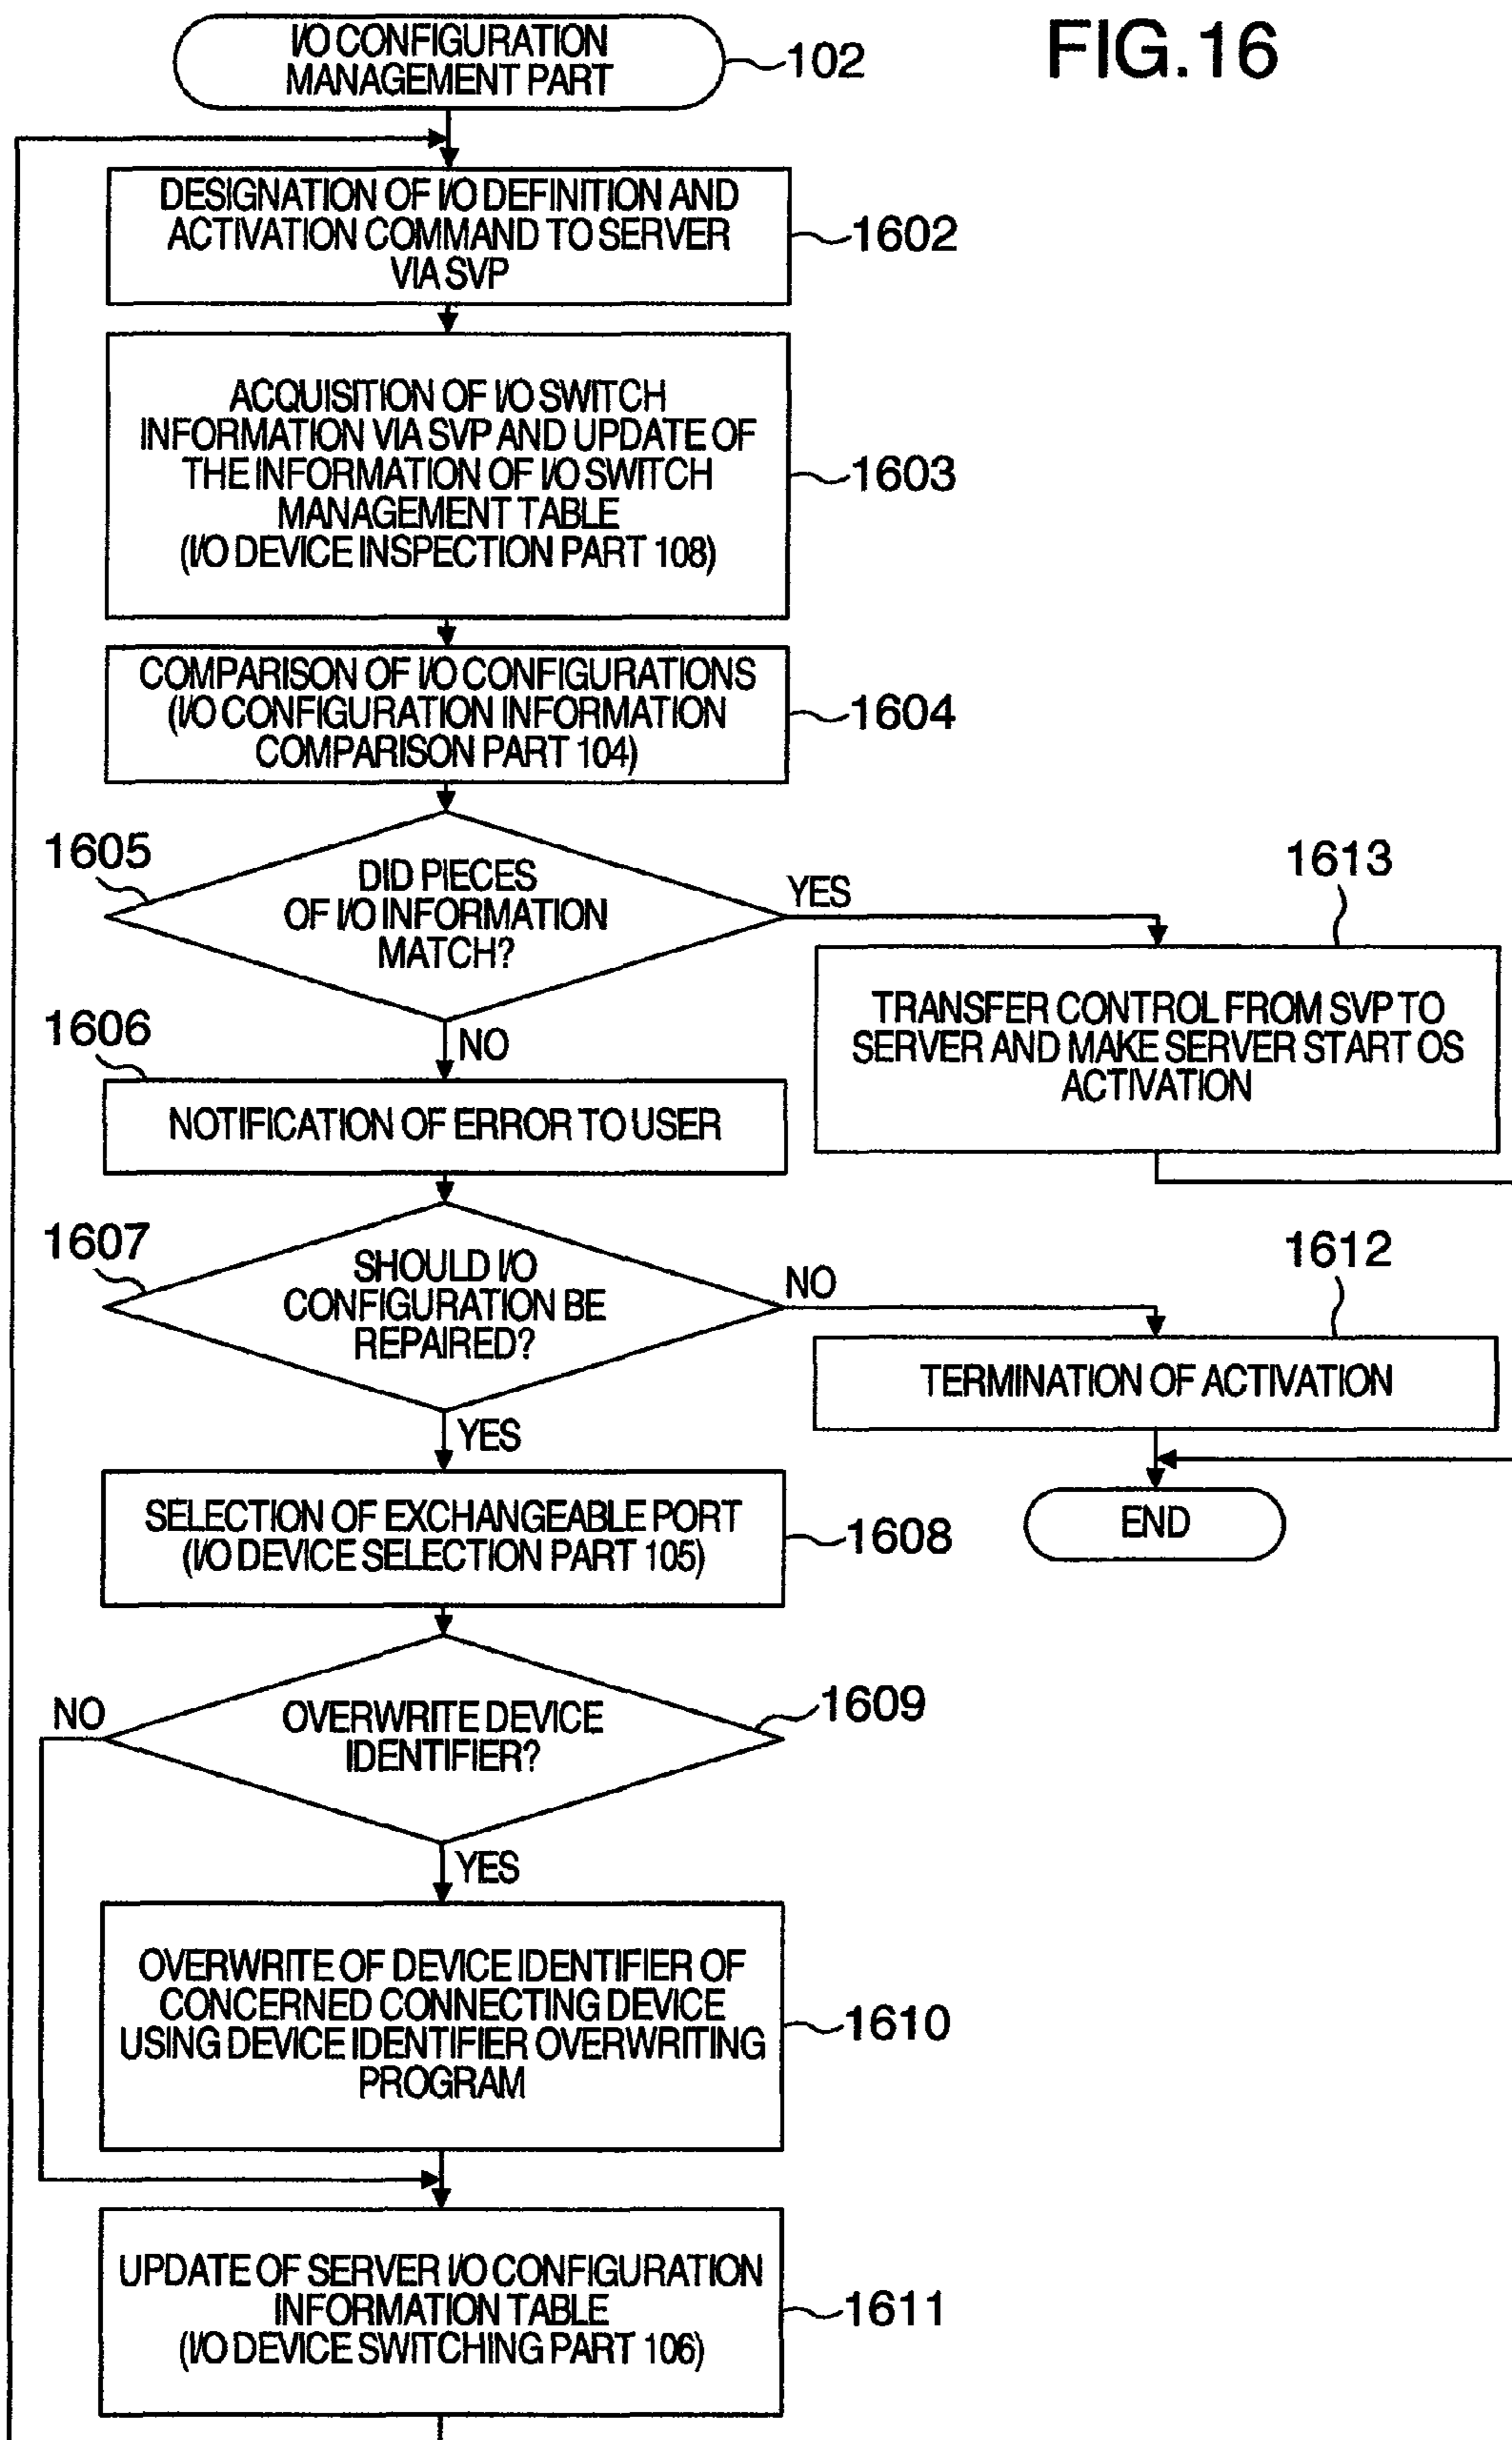 FIG.16
I/O CONFIGURATION
MANAGEMENT PART
102
DESIGNATION OF I/O DEFINITION AND
ACTIVATION COMMAND TO SERVER
VIA SVP
1602
ACQUISITION OF I/O SWITCH
INFORMATION VIA SVP AND UPDATE OF
THE INFORMATION OF I/O SWITCH
MANAGEMENT TABLE
(I/O DEVICE INSPECTION PART 108)
1603
COMPARISON OF I/O CONFIGURATIONS
(I/O CONFIGURATION INFORMATION
COMPARISON PART 104)
1604
1605
DID PIECES
OF I/O INFORMATION
MATCH?
YES
NO
1613
TRANSFER CONTROL FROM SVP TO
SERVER AND MAKE SERVER START OS
ACTIVATION
1606
NOTIFICATION OF ERROR TO USER
1607
SHOULD I/O
CONFIGURATION BE
REPAIRED?
NO
YES
1612
TERMINATION OF ACTIVATION
END
SELECTION OF EXCHANGEABLE PORT
(I/O DEVICE SELECTION PART 105)
1608
NO
OVERWRITE DEVICE
IDENTIFIER?
1609
YES
OVERWRITE OF DEVICE IDENTIFIER OF
CONCERNED CONNECTING DEVICE
USING DEVICE IDENTIFIER OVERWRITING
PROGRAM
1610
UPDATE OF SERVER I/O CONFIGURATION
INFORMATION TABLE
(I/O DEVICE SWITCHING PART 106)
1611